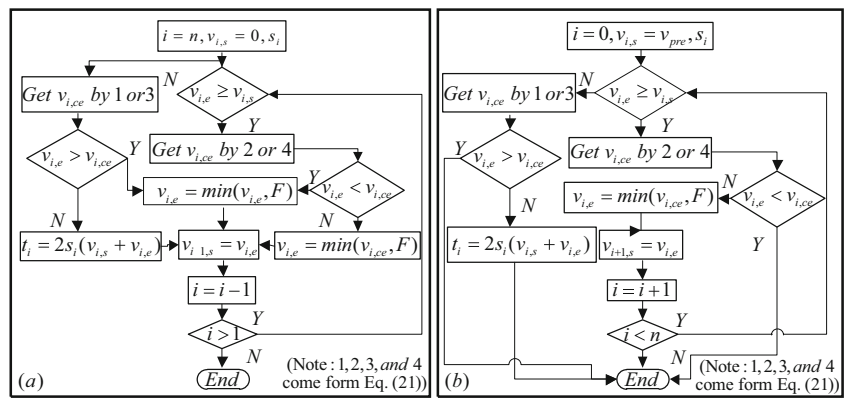 i = n, v_{i,s} = 0, s_i
N
Get v_{i,ce} by 1 or3
v_{i,e} ≥ v_{i,s}
Y
Get v_{i,ce} by 2 or 4
v_{i,e} > v_{i,ce}
Y
v_{i,e} = min(v_{i,e}, F)
Y
v_{i,e} < v_{i,ce}
N
N
t_i = 2s_i(v_{i,s} + v_{i,e})
v_{i 1,s} = v_{i,e}
v_{i,e} = min(v_{i,ce}, F)
i = i−1
i > 1
Y
N
(a)
End
(Note : 1,2,3, and 4
come form Eq. (21))
i = 0, v_{i,s} = v_{pre}, s_i
N
Get v_{i,ce} by 1 or3
v_{i,e} ≥ v_{i,s}
Y
Get v_{i,ce} by 2 or 4
Y
v_{i,e} > v_{i,ce}
v_{i,e} = min(v_{i,ce}, F)
N
v_{i,e} < v_{i,ce}
N
Y
t_i = 2s_i(v_{i,s} + v_{i,e})
v_{i+1,s} = v_{i,e}
i = i+1
i < n
Y
N
(b)
End
(Note : 1,2,3, and 4
come form Eq. (21))